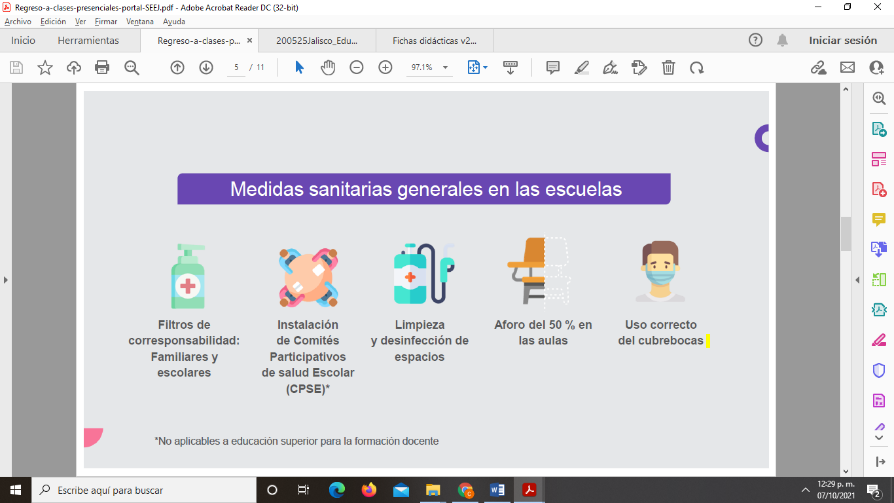 Regreso-a-clases-presenciales-portal-SEEJ.pdf - Adobe Acrobat Reader DC (32-bit)
Archivo Edición Ver Firmar Ventana Ayuda
Inicio Herramientas Regreso-a-clases-p... × 200525Jalisco_Edu... Fichas didácticas v2... Iniciar sesión
5 / 11 97.1%
Medidas sanitarias generales en las escuelas
Filtros de
corresponsabilidad:
Familiares y
escolares
Instalación
de Comités
Participativos
de salud Escolar
(CPSE)*
Limpieza
y desinfección de
espacios
Aforo del 50 % en
las aulas
Uso correcto
del cubrebocas
*No aplicables a educación superior para la formación docente
Escribe aquí para buscar
12:29 p. m.
07/10/2021
2